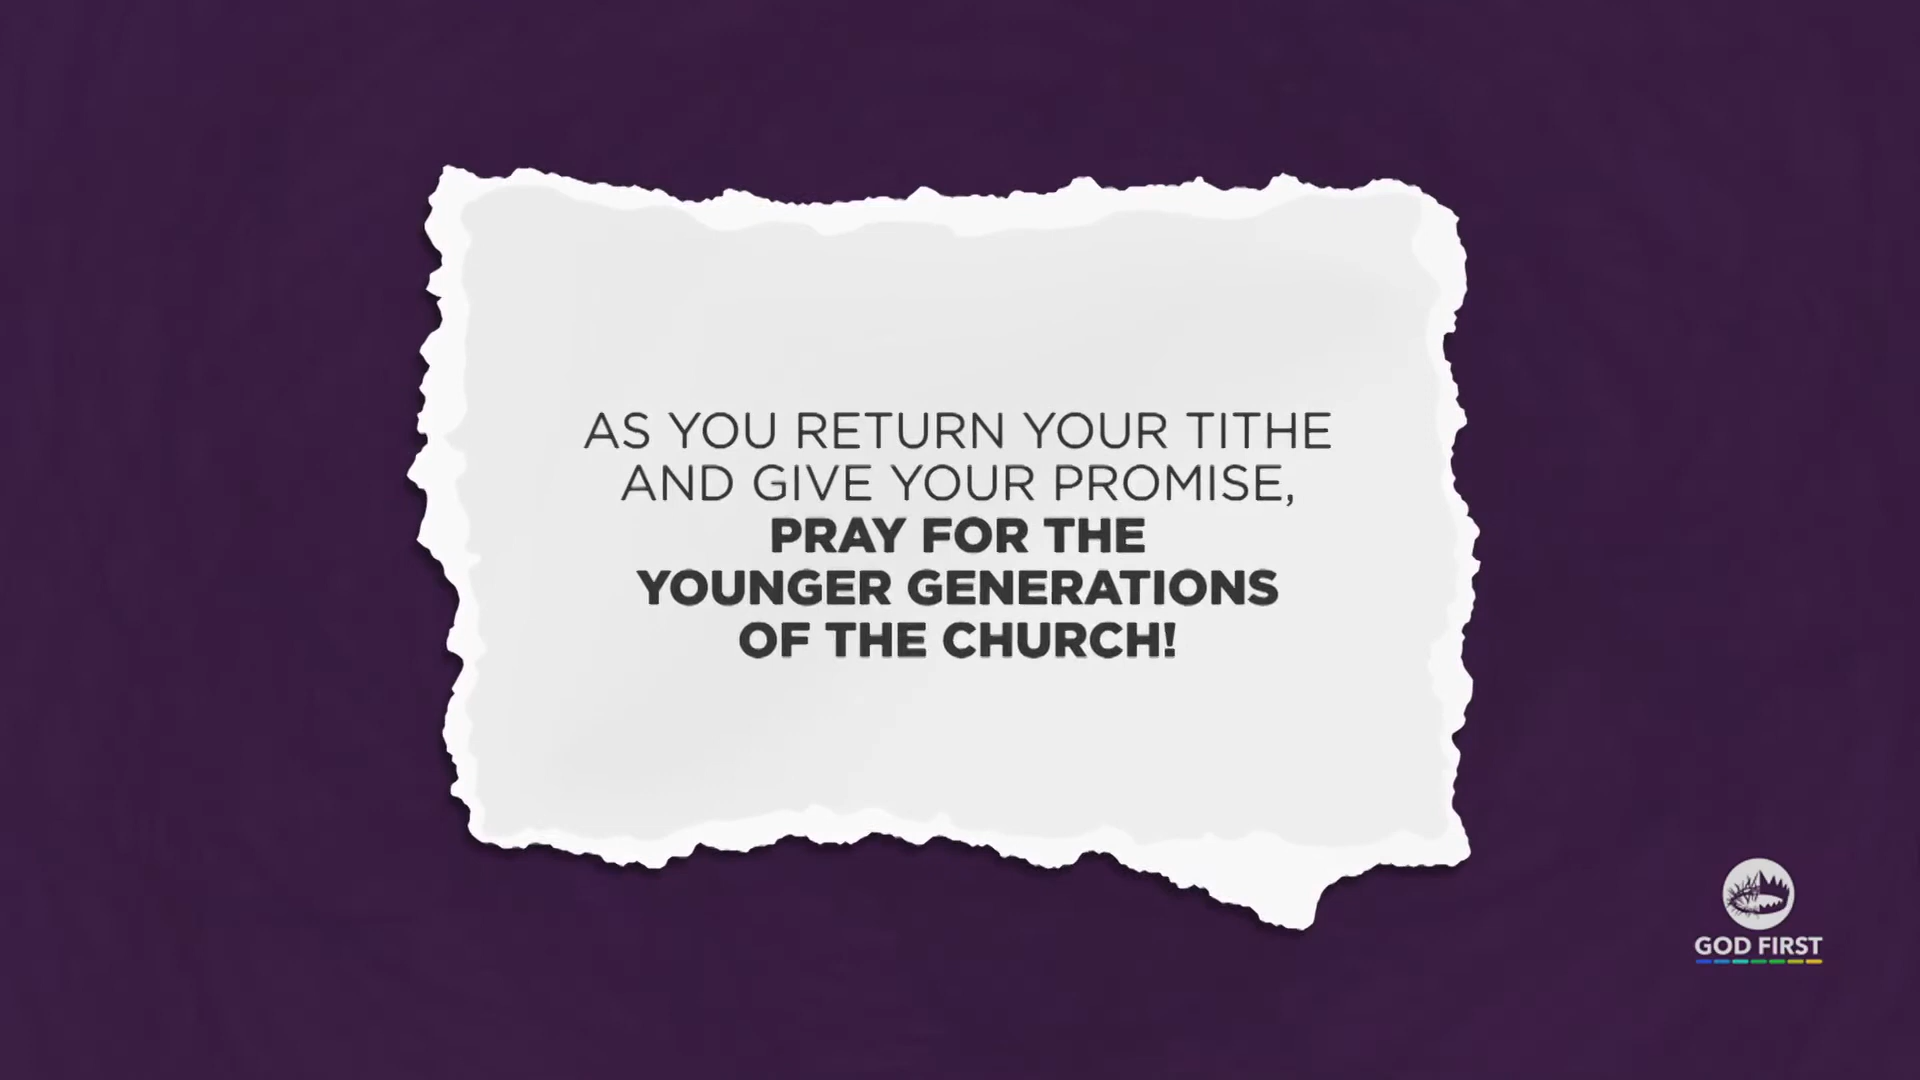 AS YOU RETURN YOUR TITHE
AND GIVE YOUR PROMISE,
PRAY FOR THE
YOUNGER GENERATIONS
OF THE CHURCH!
GOD FIRST